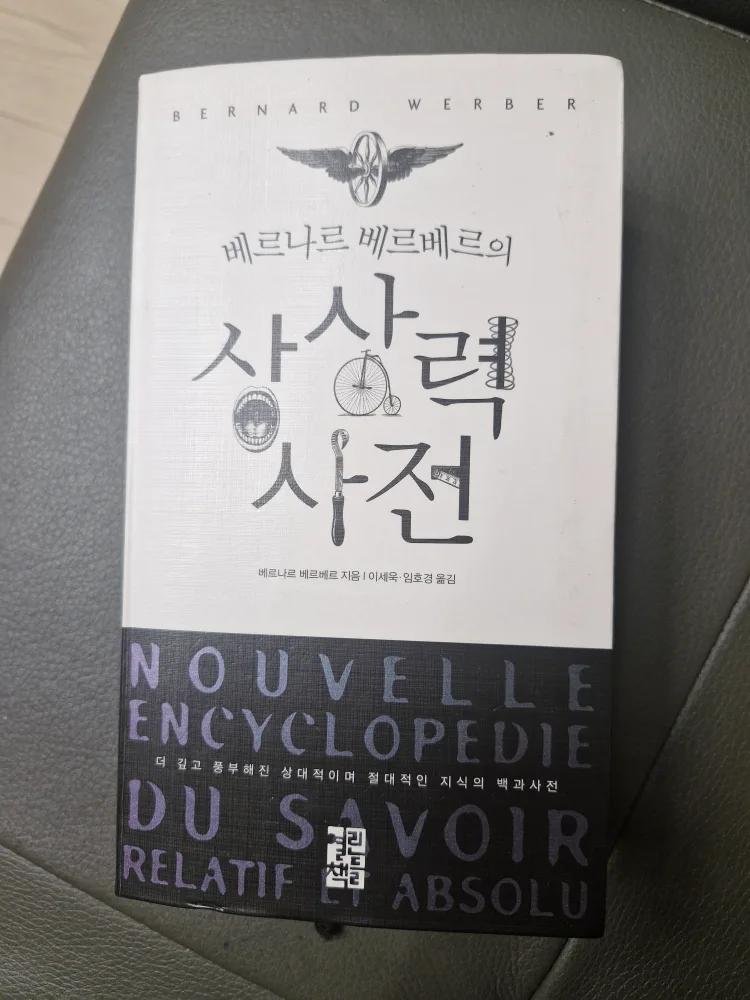 BERNARD WERBER
베르나르 베르베르의
상상력
사전
베르나르 베르베르 지음 | 이세욱·임호경 옮김
NOUVELLE
ENCYCLOPEDIE
더 깊고 풍부해진 상대적이며 절대적인 지식의 백과사전
DU SAVOIR
RELATIF ET ABSOLU
열린
책들